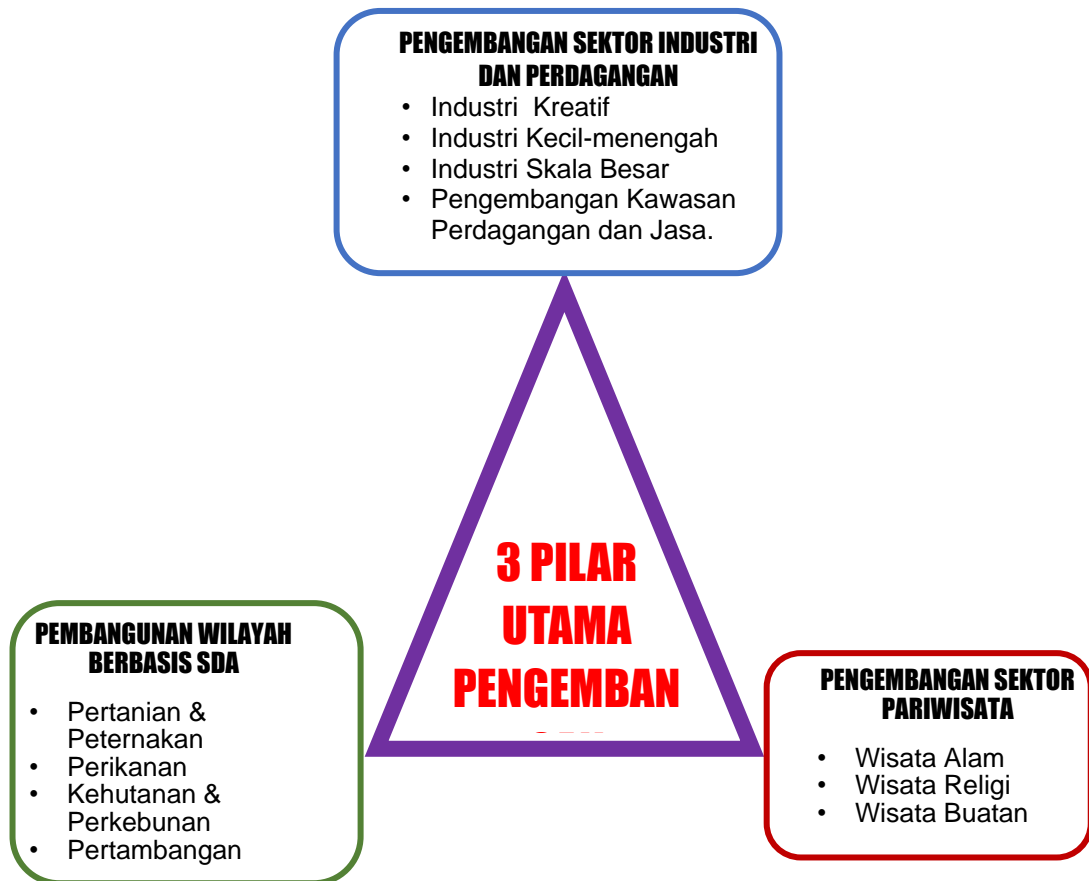 PENGEMBANGAN SEKTOR INDUSTRI
DAN PERDAGANGAN
• Industri Kreatif
• Industri Kecil-menengah
• Industri Skala Besar
• Pengembangan Kawasan
Perdagangan dan Jasa.
3 PILAR
UTAMA
PENGEMBAN
PEMBANGUNAN WILAYAH
BERBASIS SDA
• Pertanian &
Peternakan
• Perikanan
• Kehutanan &
Perkebunan
• Pertambangan
PENGEMBANGAN SEKTOR
PARIWISATA
• Wisata Alam
• Wisata Religi
• Wisata Buatan